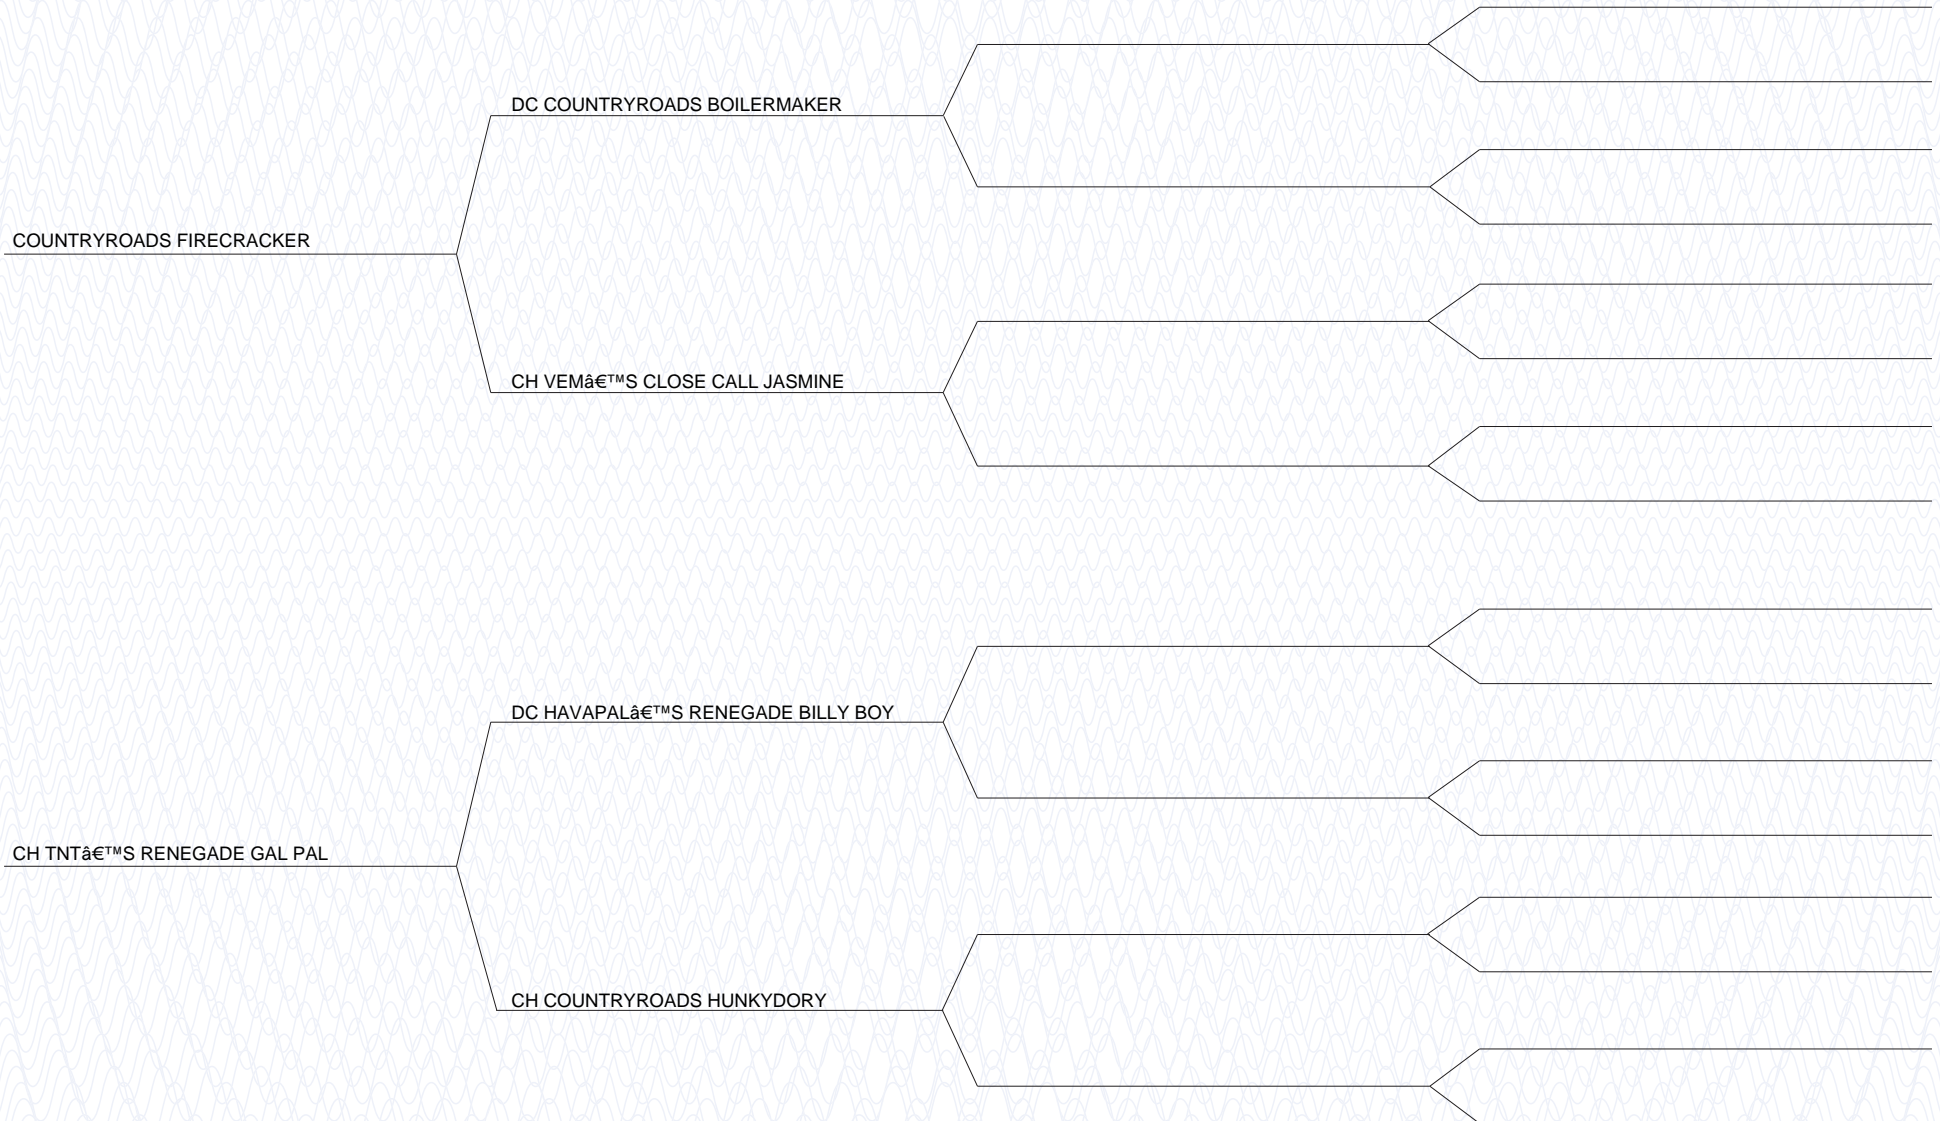 DC COUNTRYROADS BOILERMAKER
COUNTRYROADS FIRECRACKER
CH VEMâ€™S CLOSE CALL JASMINE
DC HAVAPALâ€™S RENEGADE BILLY BOY
CH TNTâ€™S RENEGADE GAL PAL
CH COUNTRYROADS HUNKYDORY